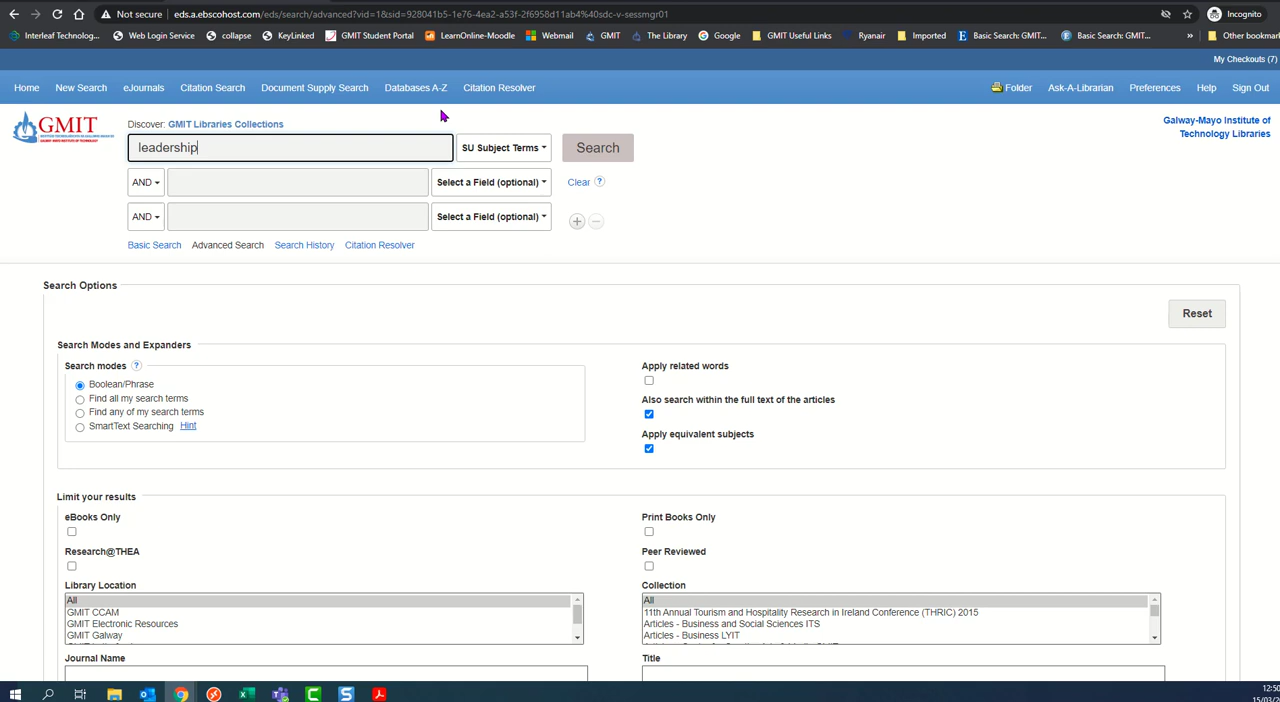 Not secure eds.a.ebscohost.com/eds/search/advanced?vid=1&sid=928041b5-1e76-4ea2-a53f-2f6958d11ab4%40sdc-v-sessmgr01 Incognito
Interleaf Technolog... Web Login Service collapse KeyLinked GMIT Student Portal LearnOnline-Moodle Webmail GMIT The Library Google GMIT Useful Links Ryanair Imported Basic Search: GMIT... Basic Search: GMIT... » Other bookmar
My Checkouts (7)
Home New Search eJournals Citation Search Document Supply Search Databases A-Z Citation Resolver Folder Ask-A-Librarian Preferences Help Sign Out
GMIT
Discover: GMIT Libraries Collections
Galway-Mayo Institute of
Technology Libraries
leadership SU Subject Terms Search
AND Select a Field (optional) Clear ?
AND Select a Field (optional) + −
Basic Search Advanced Search Search History Citation Resolver
Search Options
Reset
Search Modes and Expanders
Search modes ?
Boolean/Phrase
Find all my search terms
Find any of my search terms
SmartText Searching Hint
Apply related words
Also search within the full text of the articles
Apply equivalent subjects
Limit your results
eBooks Only
Print Books Only
Research@THEA
Peer Reviewed
Library Location
All
GMIT CCAM
GMIT Electronic Resources
GMIT Galway
Collection
All
11th Annual Tourism and Hospitality Research in Ireland Conference (THRIC) 2015
Articles - Business and Social Sciences ITS
Articles - Business LYIT
Journal Name
Title
12:50
15/03/2